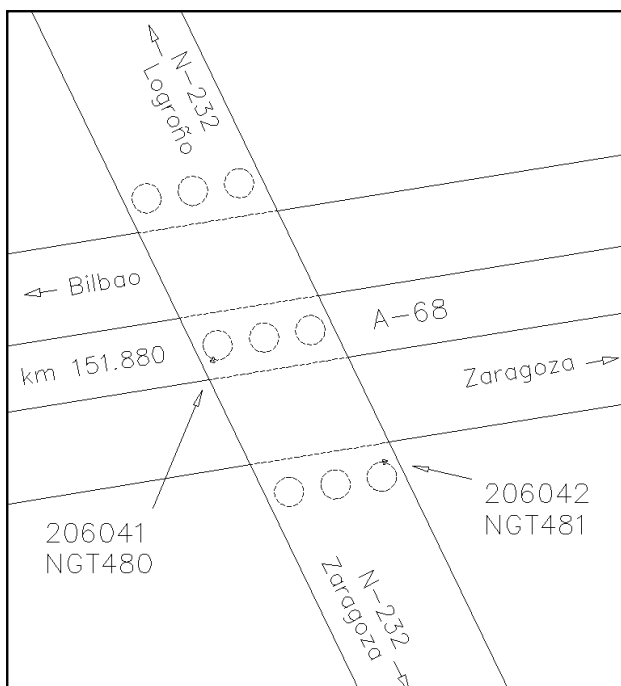 N-232
Logroño
Bilbao
A-68
km 151.880
Zaragoza
206041
NGT480
206042
NGT481
N-232
Zaragoza